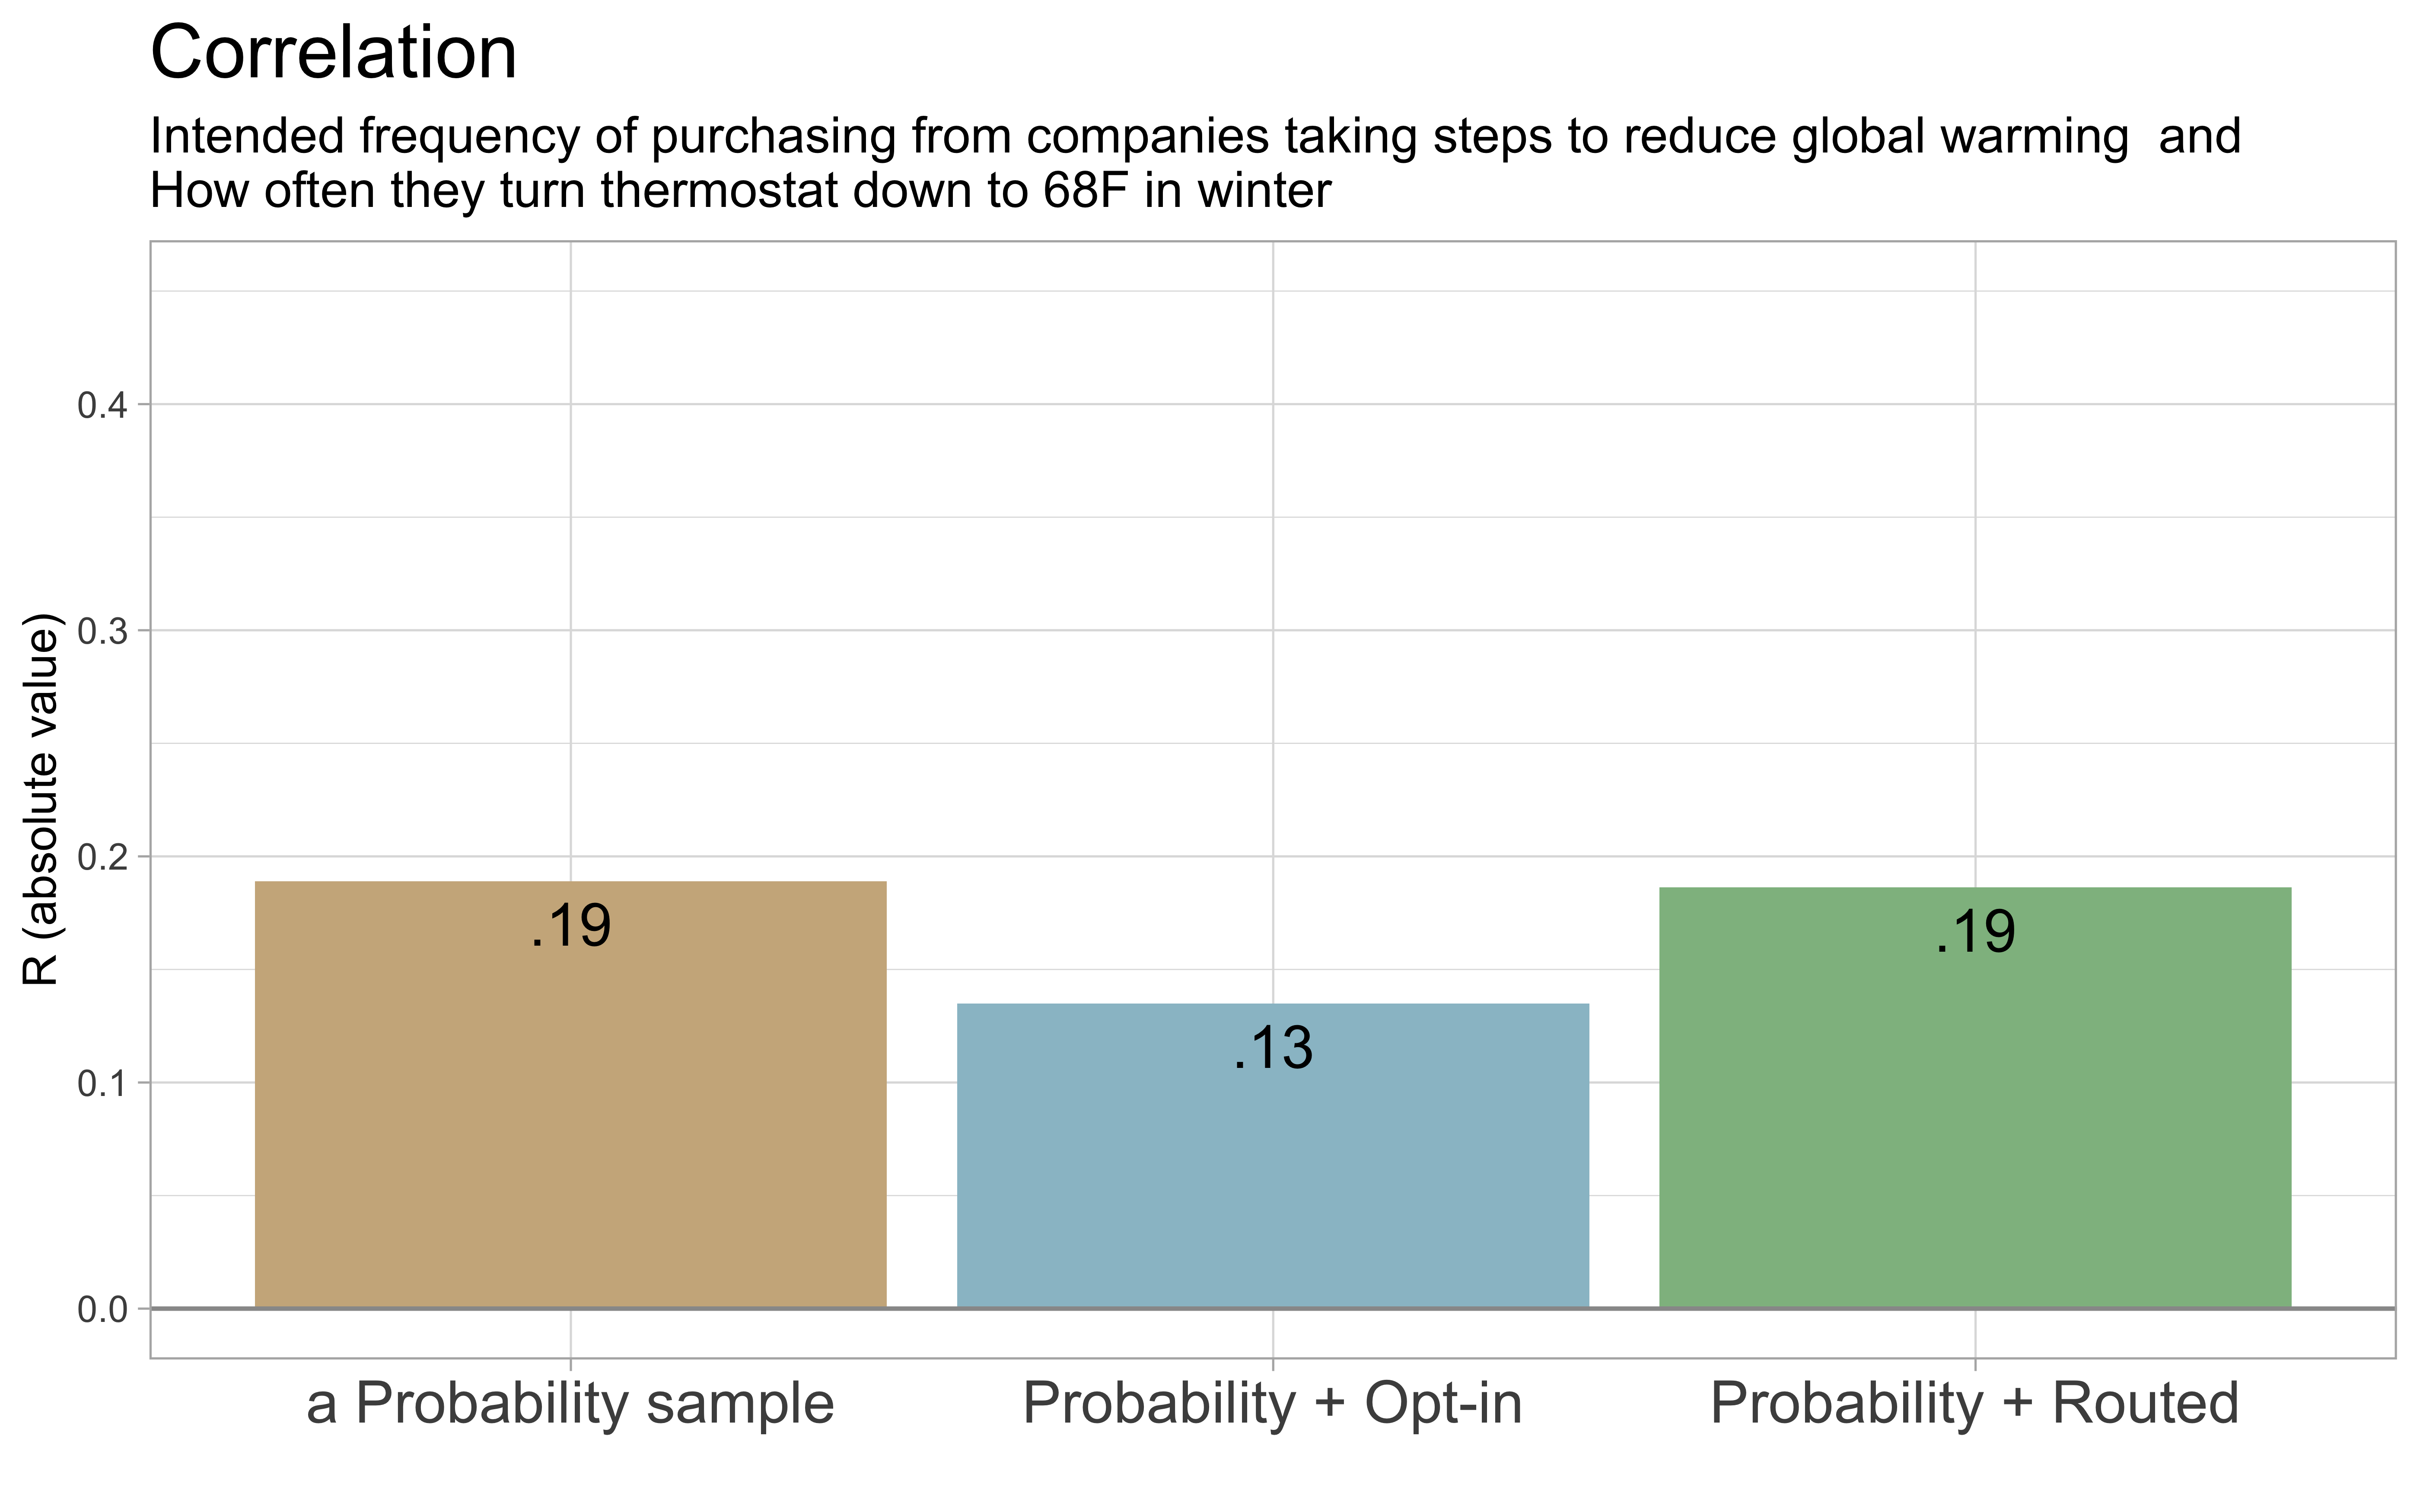 Correlation
Intended frequency of purchasing from companies taking steps to reduce global warming  and
How often they turn thermostat down to 68F in winter
R (absolute value)
0.4
0.3
0.2
0.1
0.0
.19
.13
.19
a Probability sample
Probability + Opt-in
Probability + Routed